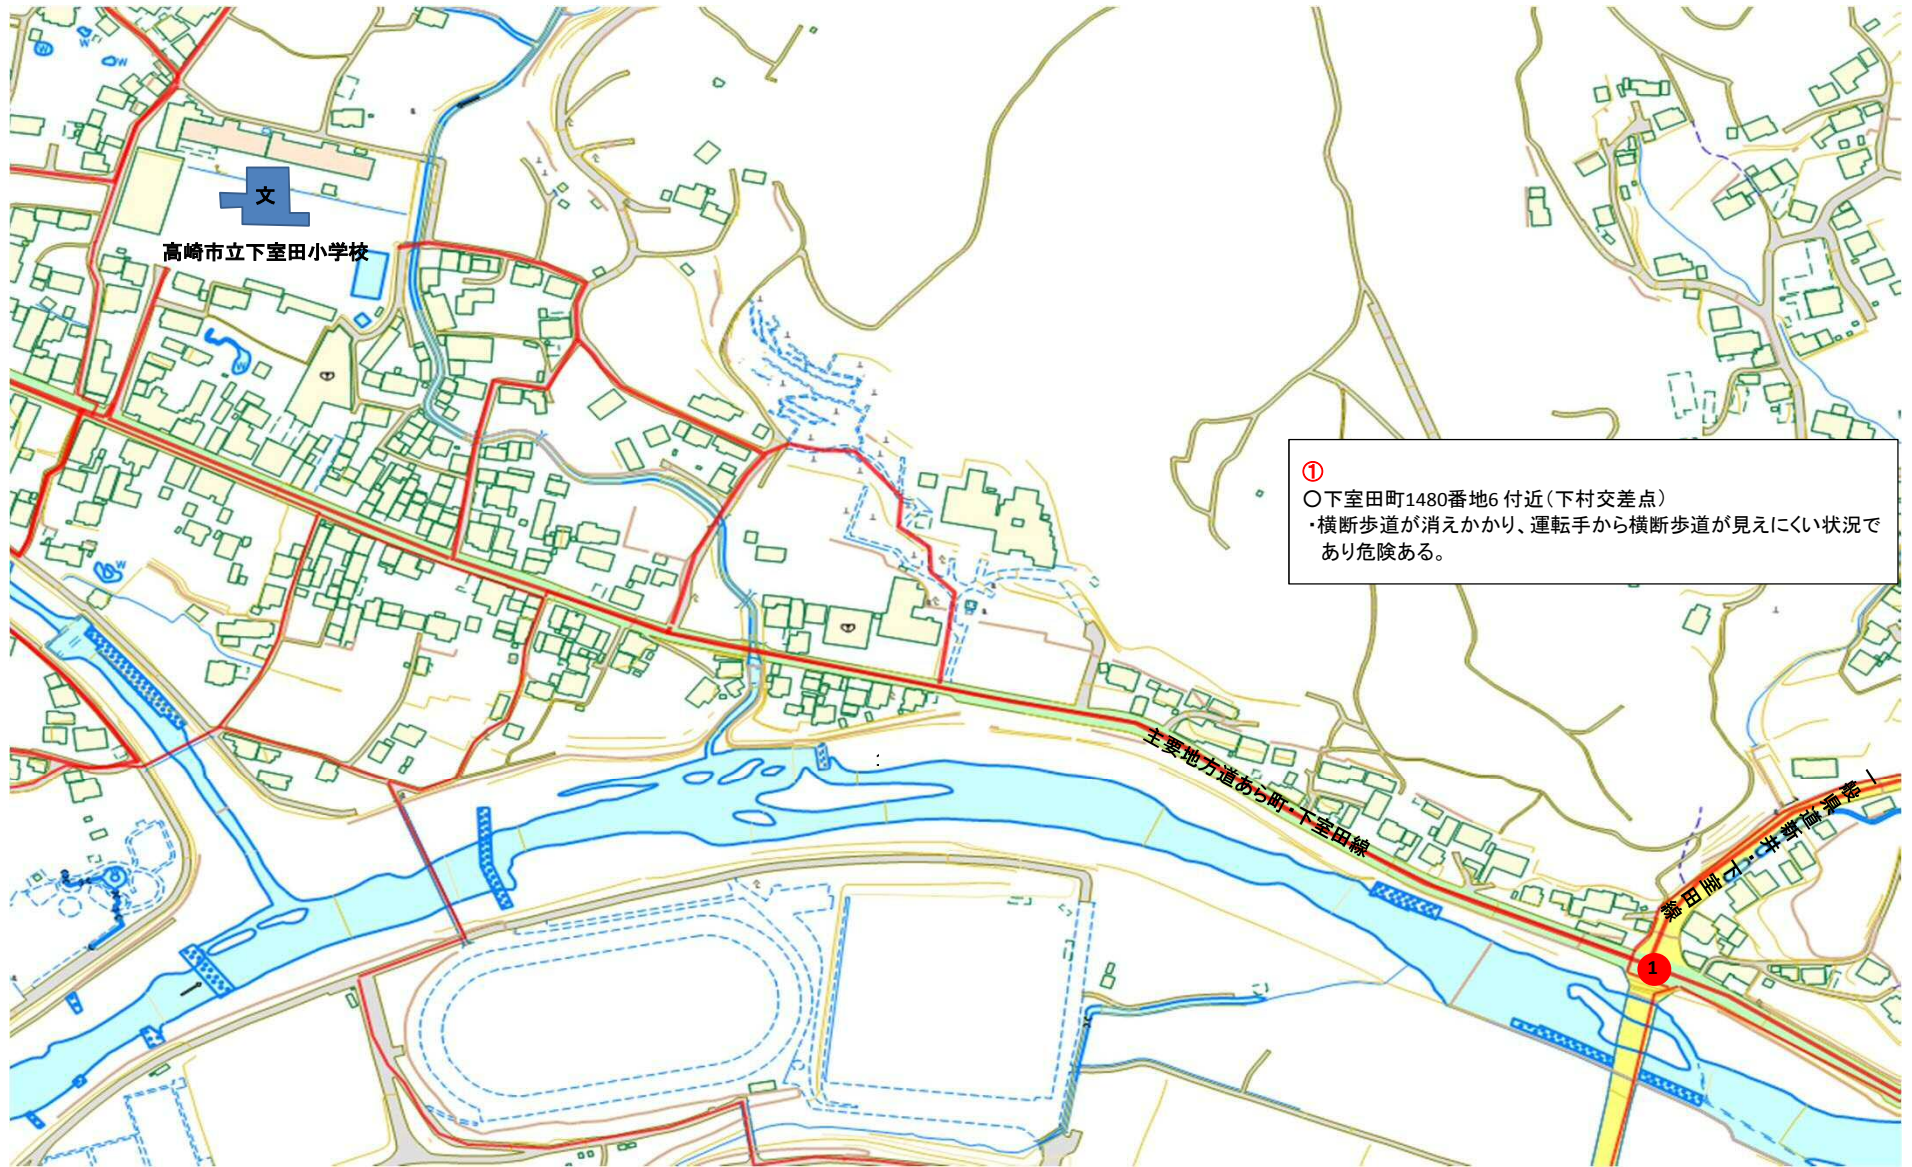 文
高崎市立下室田小学校
①
〇下室田町1480番地6 付近(下村交差点)
・横断歩道が消えかかり、運転手から横断歩道が見えにくい状況で
あり危険ある。
主要地方道あら町・下室田線
一般県道新井・下室田線
1
W
W
W
W
W